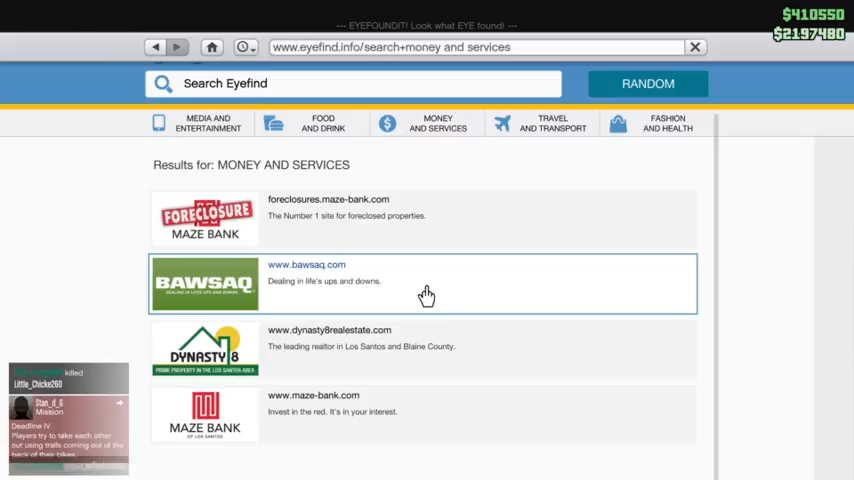 --- EYEFOUNDIT! Look what EYE found! ---
$410550
$2197480
www.eyefind.info/search+money and services
Search Eyefind
RANDOM
MEDIA AND
ENTERTAINMENT
FOOD
AND DRINK
MONEY
AND SERVICES
TRAVEL
AND TRANSPORT
FASHION
AND HEALTH
Results for: MONEY AND SERVICES
FORECLOSURE
MAZE BANK
foreclosures.maze-bank.com
The Number 1 site for foreclosed properties.
BAWSAQ
DEALING IN LIFE'S UPS AND DOWNS.
www.bawsaq.com
Dealing in life's ups and downs.
DYNASTY 8
PRIME PROPERTY IN THE LOS SANTOS AREA.
www.dynasty8realestate.com
The leading realtor in Los Santos and Blaine County.
MAZE BANK
OF LOS SANTOS
www.maze-bank.com
Invest in the red. It's in your interest.
killed
Little_Chicke260
Stan_d_G
Mission
Deadline IV
Players try to take each other
out using trails coming out of the
back of their bikes.